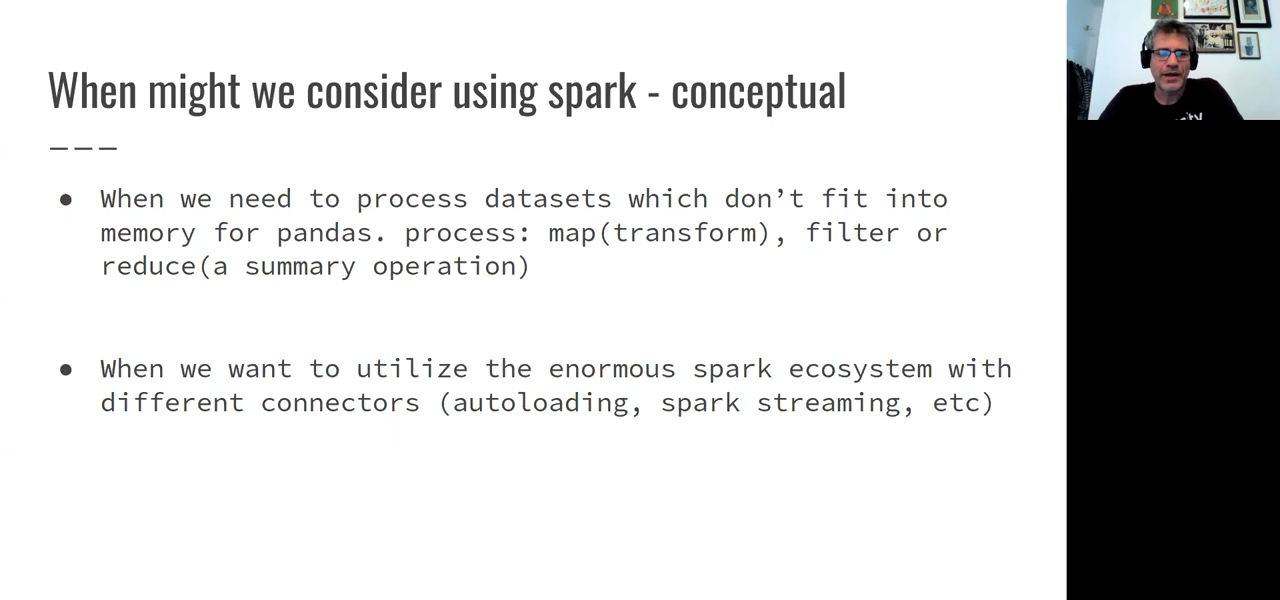 When might we consider using spark - conceptual
● When we need to process datasets which don’t fit into
memory for pandas. process: map(transform), filter or
reduce(a summary operation)
● When we want to utilize the enormous spark ecosystem with
different connectors (autoloading, spark streaming, etc)